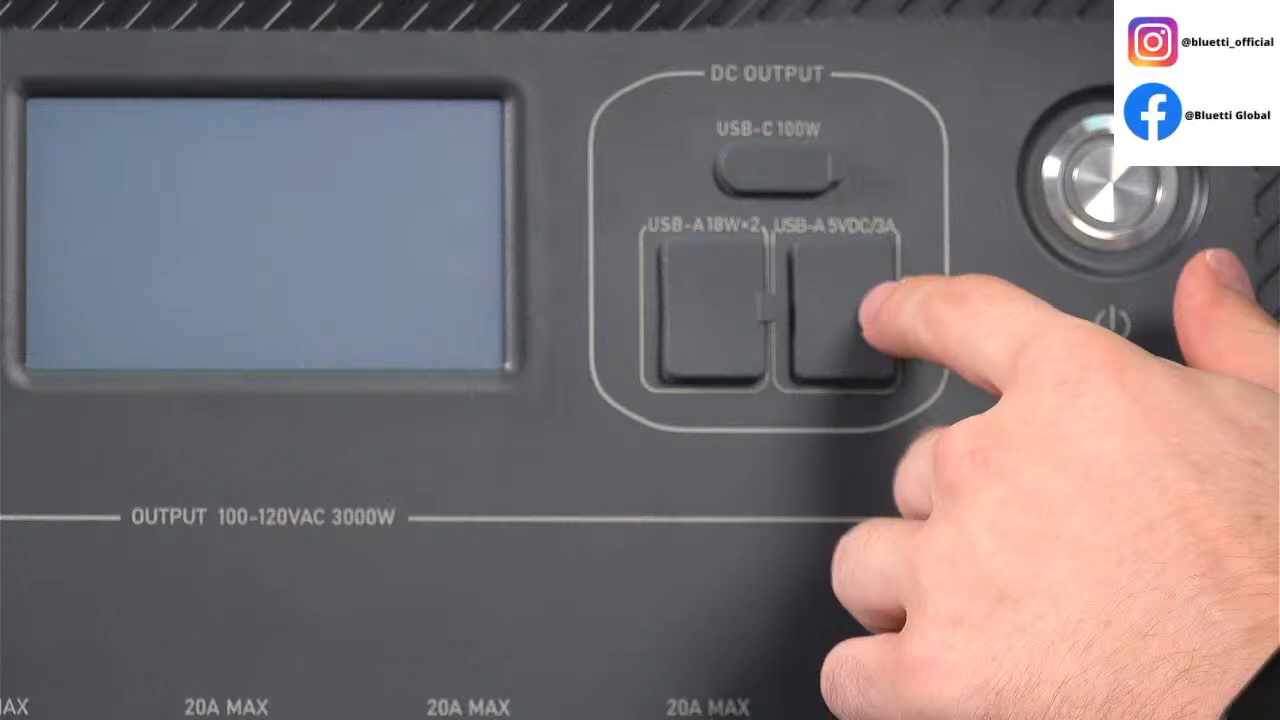 @bluetti_official
@Bluetti Global
DC OUTPUT
USB-C 100W
USB-A 18W×2
USB-A 5VDC/3A
OUTPUT 100-120VAC 3000W
20A MAX
20A MAX
20A MAX